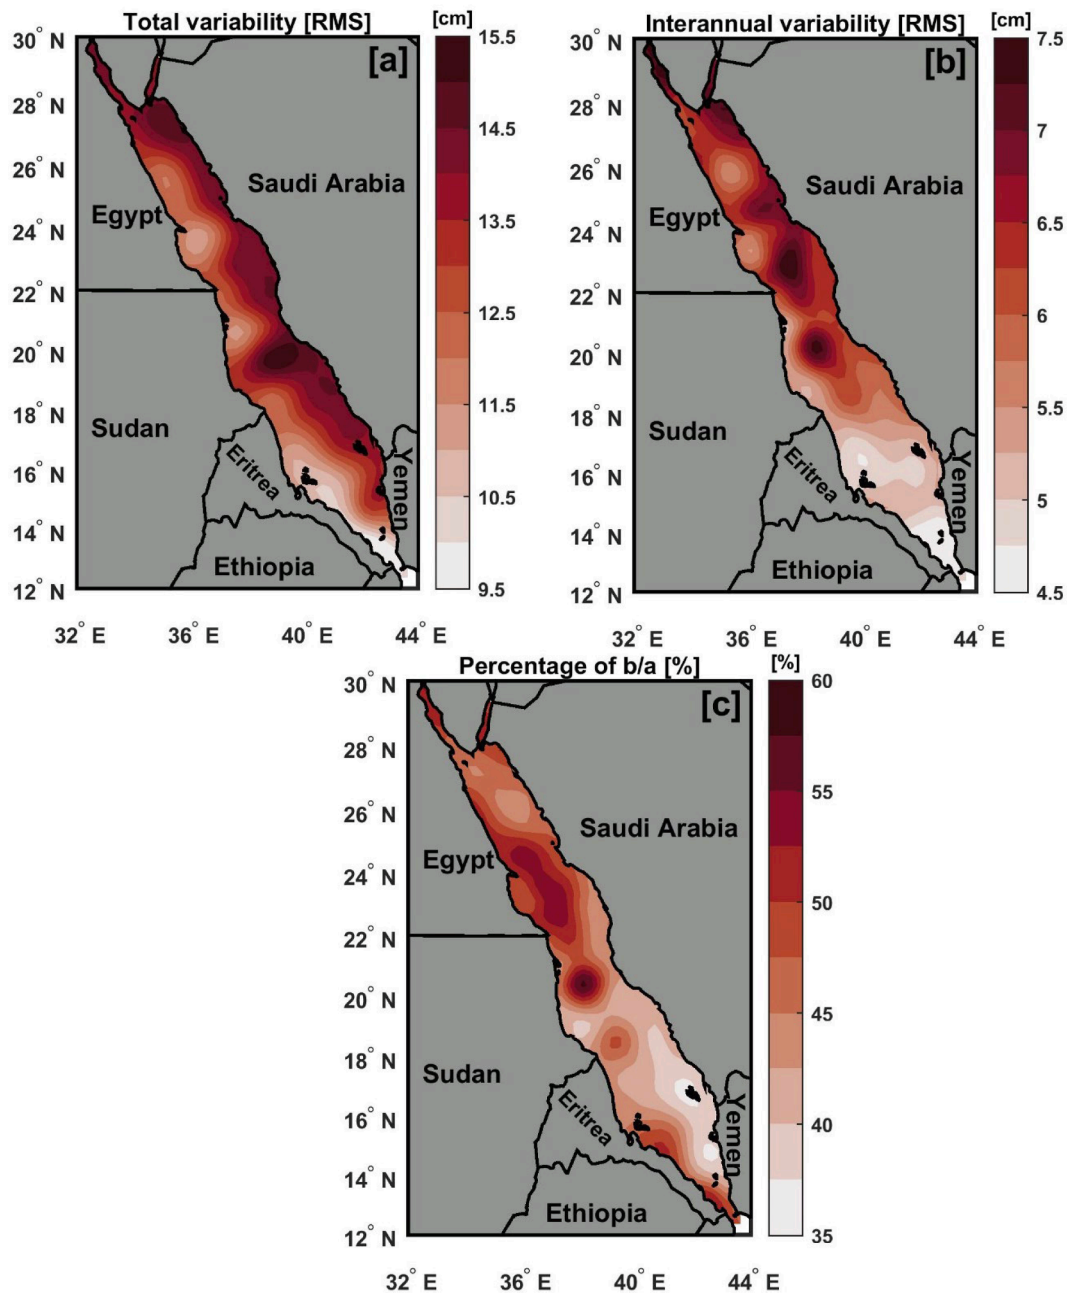 Total variability [RMS]
[cm]
[a]
30° N
28° N
26° N
24° N
22° N
20° N
18° N
16° N
14° N
12° N
Saudi Arabia
Egypt
Sudan
Eritrea
Yemen
Ethiopia
15.5
14.5
13.5
12.5
11.5
10.5
9.5
32° E
36° E
40° E
44° E
Interannual variability [RMS]
[cm]
[b]
30° N
28° N
26° N
24° N
22° N
20° N
18° N
16° N
14° N
12° N
Saudi Arabia
Egypt
Sudan
Eritrea
Yemen
Ethiopia
7.5
7
6.5
6
5.5
5
4.5
32° E
36° E
40° E
44° E
Percentage of b/a [%]
[%]
[c]
30° N
28° N
26° N
24° N
22° N
20° N
18° N
16° N
14° N
12° N
Saudi Arabia
Egypt
Sudan
Eritrea
Yemen
Ethiopia
60
55
50
45
40
35
32° E
36° E
40° E
44° E